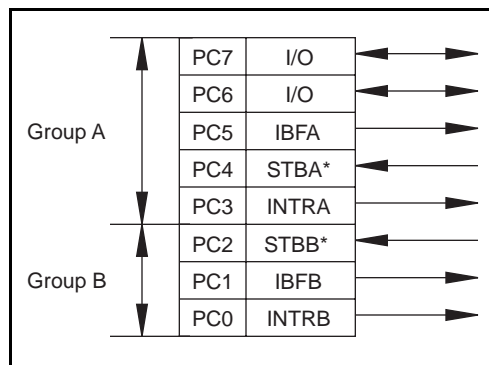 PC7 I/O
PC6 I/O
Group A PC5 IBFA
PC4 STBA*
PC3 INTRA
PC2 STBB*
Group B PC1 IBFB
PC0 INTRB